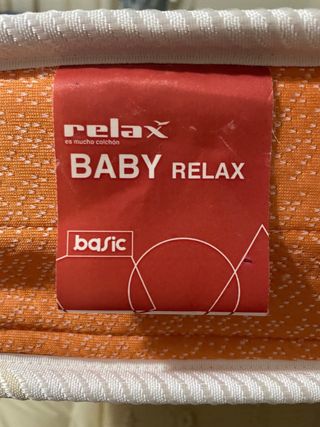 relax
es mucho colchón
BABY RELAX
basic